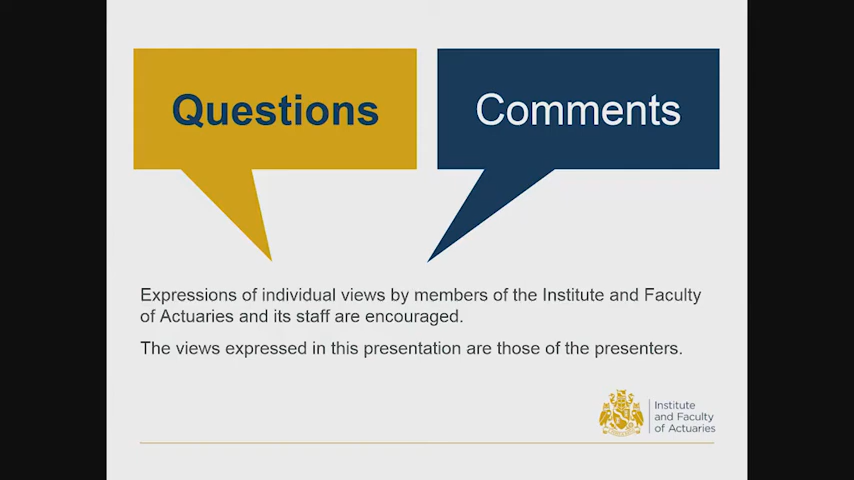 Questions
Comments
Expressions of individual views by members of the Institute and Faculty
of Actuaries and its staff are encouraged.
The views expressed in this presentation are those of the presenters.
Institute
and Faculty
of Actuaries